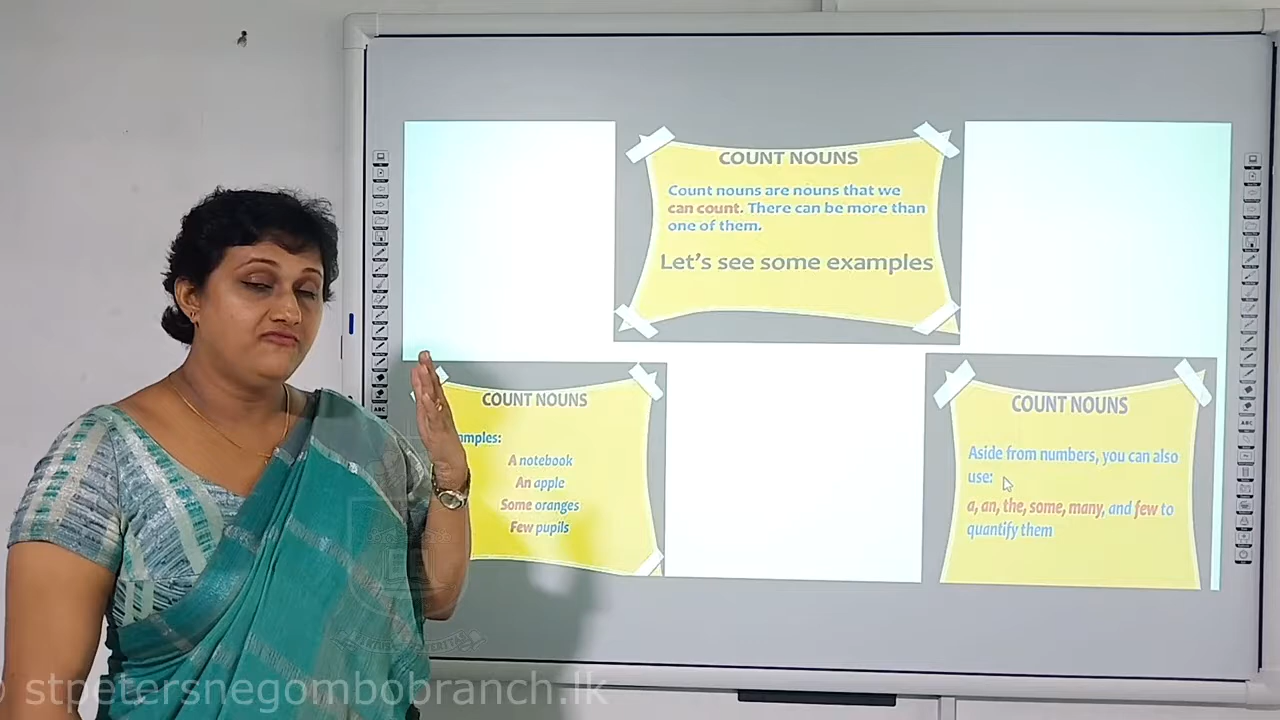 COUNT NOUNS
Count nouns are nouns that we
can count. There can be more than
one of them.
Let's see some examples
COUNT NOUNS
amples:
A notebook
An apple
Some oranges
Few pupils
COUNT NOUNS
Aside from numbers, you can also
use:
a, an, the, some, many, and few to
quantify them
stpetersnegombobranch.lk